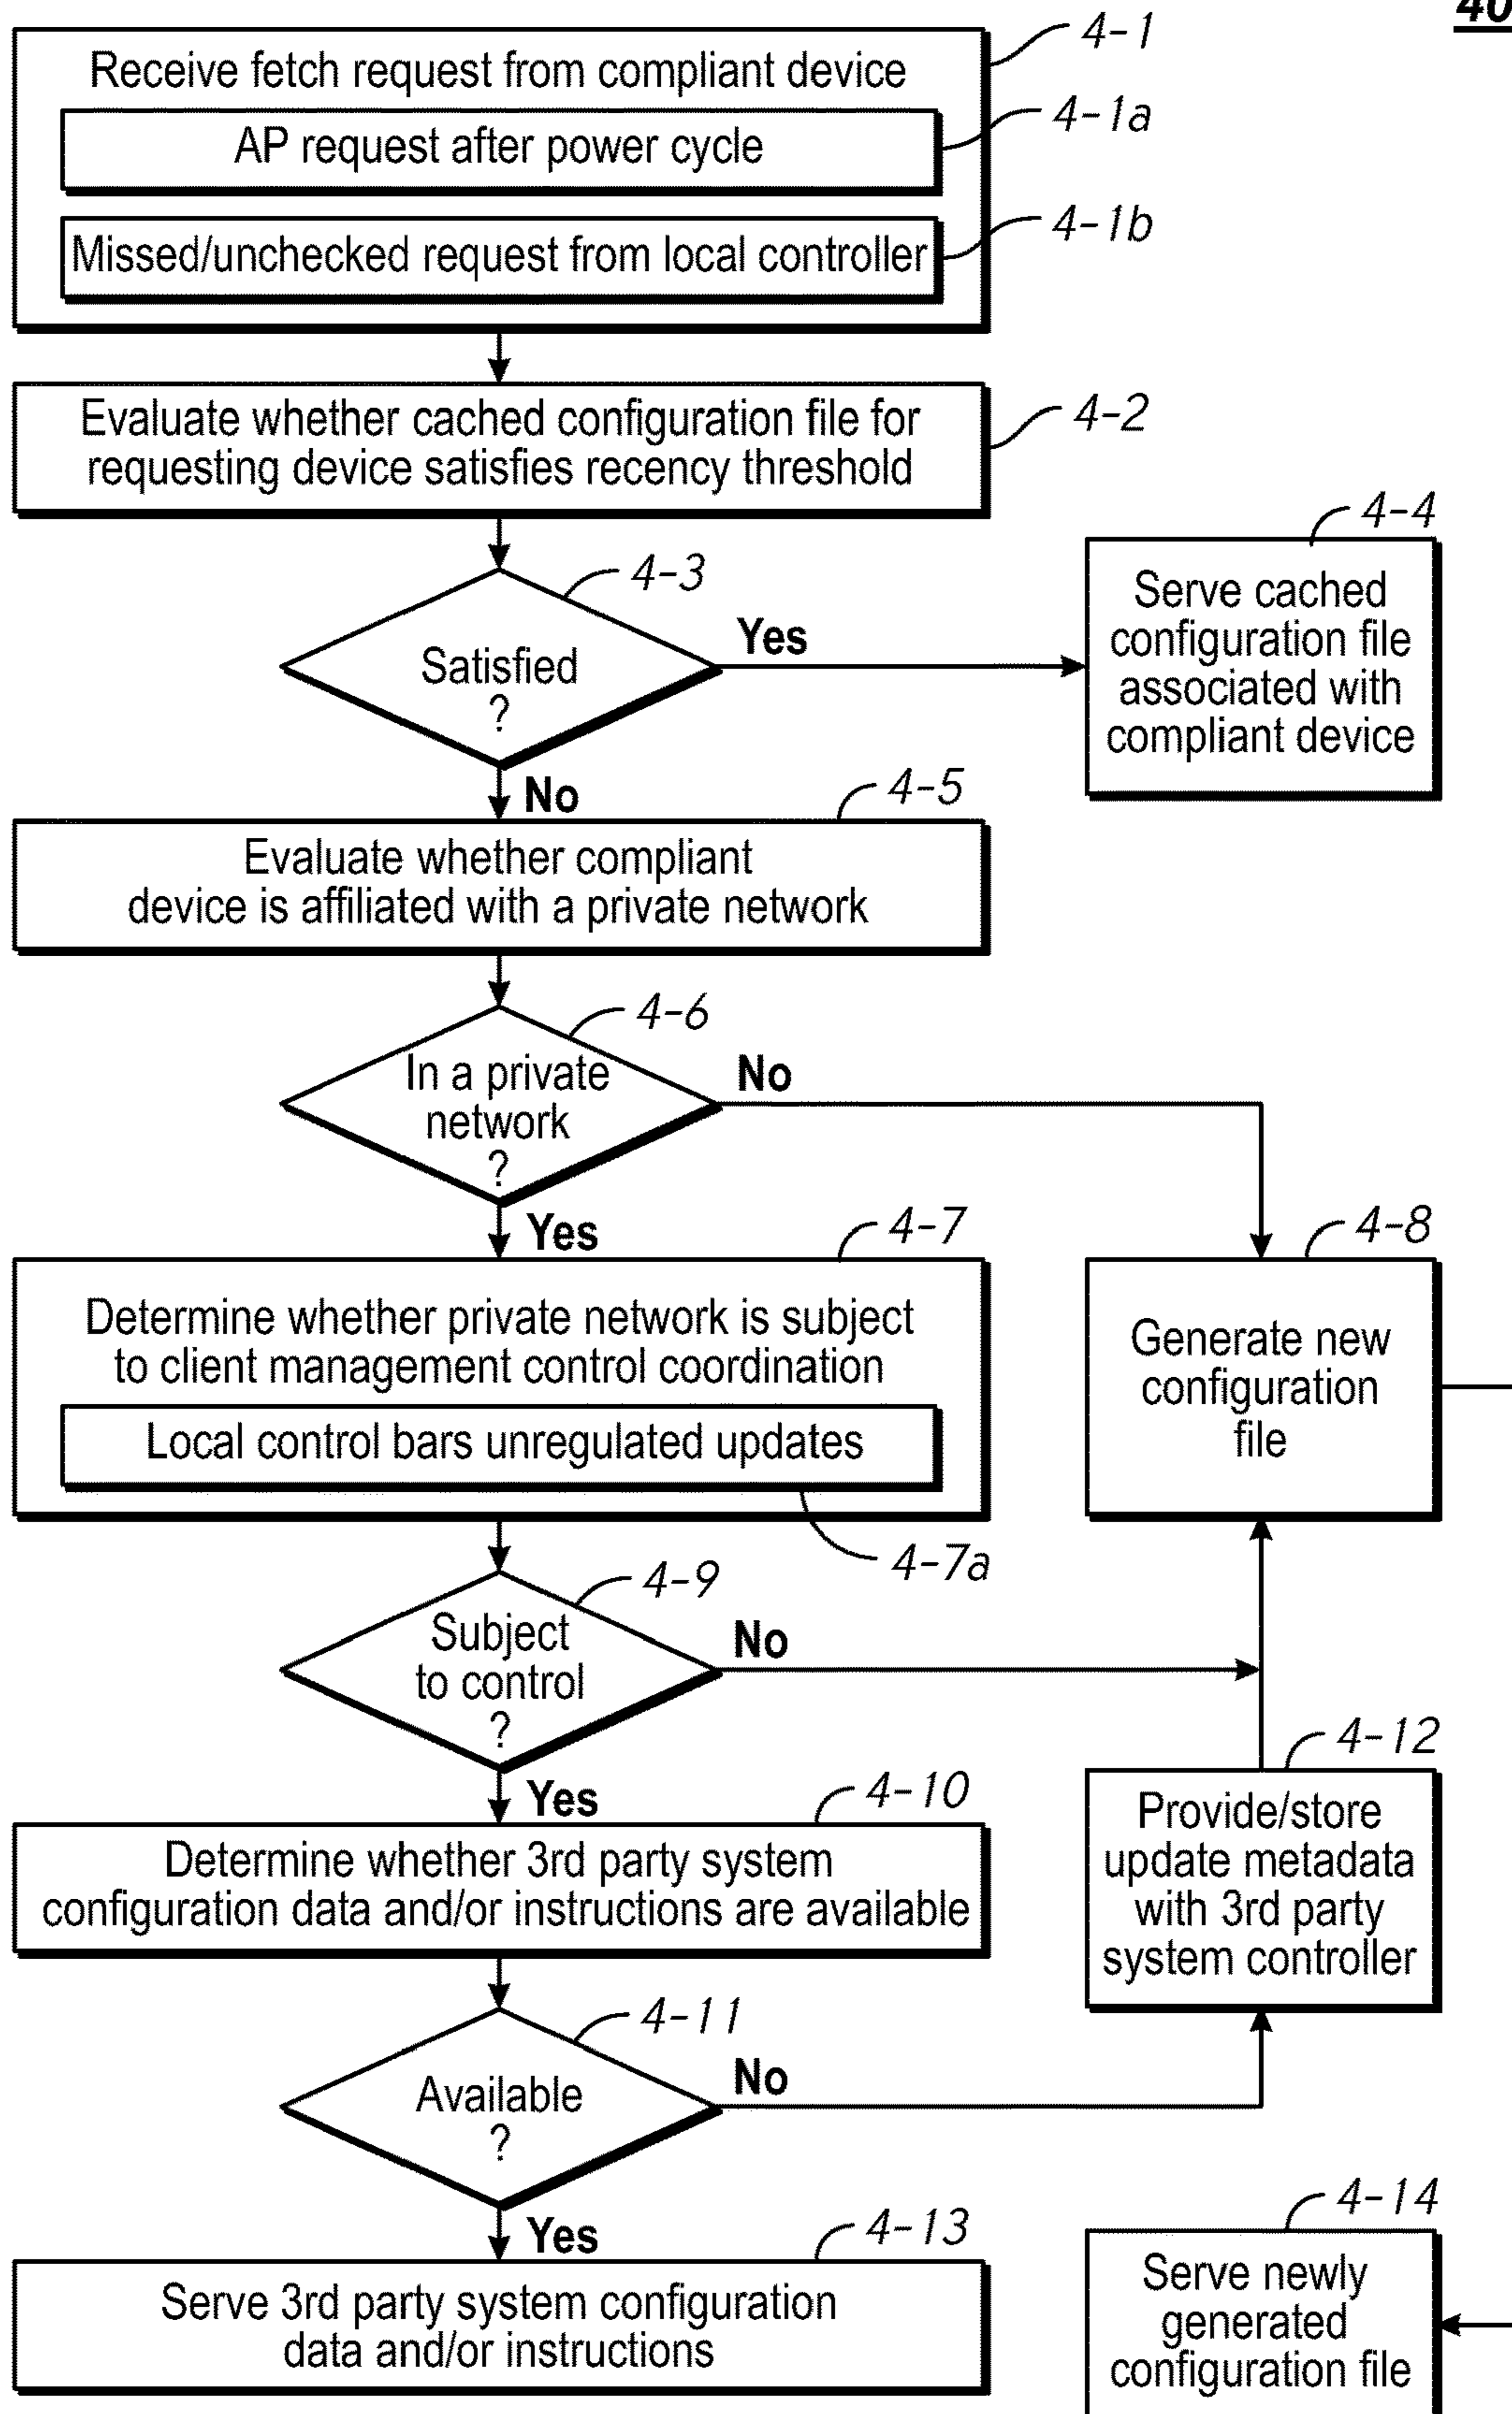 40
4-1
Receive fetch request from compliant device
4-1a
AP request after power cycle
4-1b
Missed/unchecked request from local controller
4-2
Evaluate whether cached configuration file for
requesting device satisfies recency threshold
4-3
Satisfied
?
Yes
4-4
Serve cached
configuration file
associated with
compliant device
No
4-5
Evaluate whether compliant
device is affiliated with a private network
4-6
In a private
network
?
No
Yes
4-7
Determine whether private network is subject
to client management control coordination
Local control bars unregulated updates
4-7a
4-8
Generate new
configuration
file
4-9
Subject
to control
?
No
Yes
4-10
Determine whether 3rd party system
configuration data and/or instructions are available
4-12
Provide/store
update metadata
with 3rd party
system controller
4-11
Available
?
No
Yes
4-13
Serve 3rd party system configuration
data and/or instructions
4-14
Serve newly
generated
configuration file